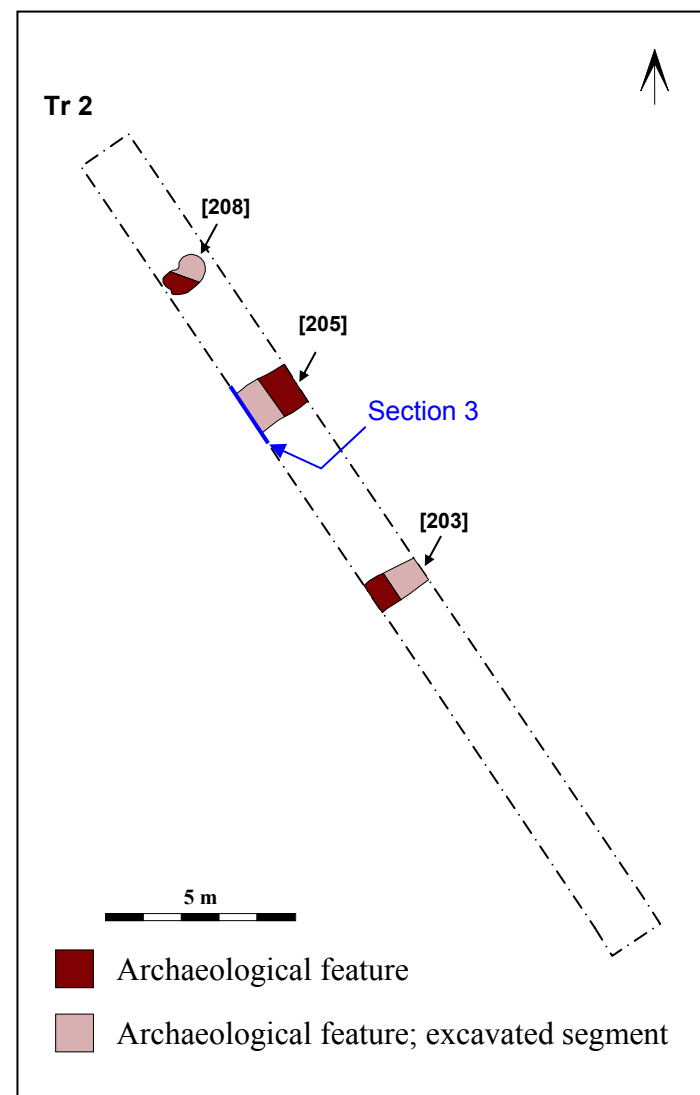 Tr 2
[208]
[205]
Section 3
[203]
5 m
Archaeological feature
Archaeological feature; excavated segment